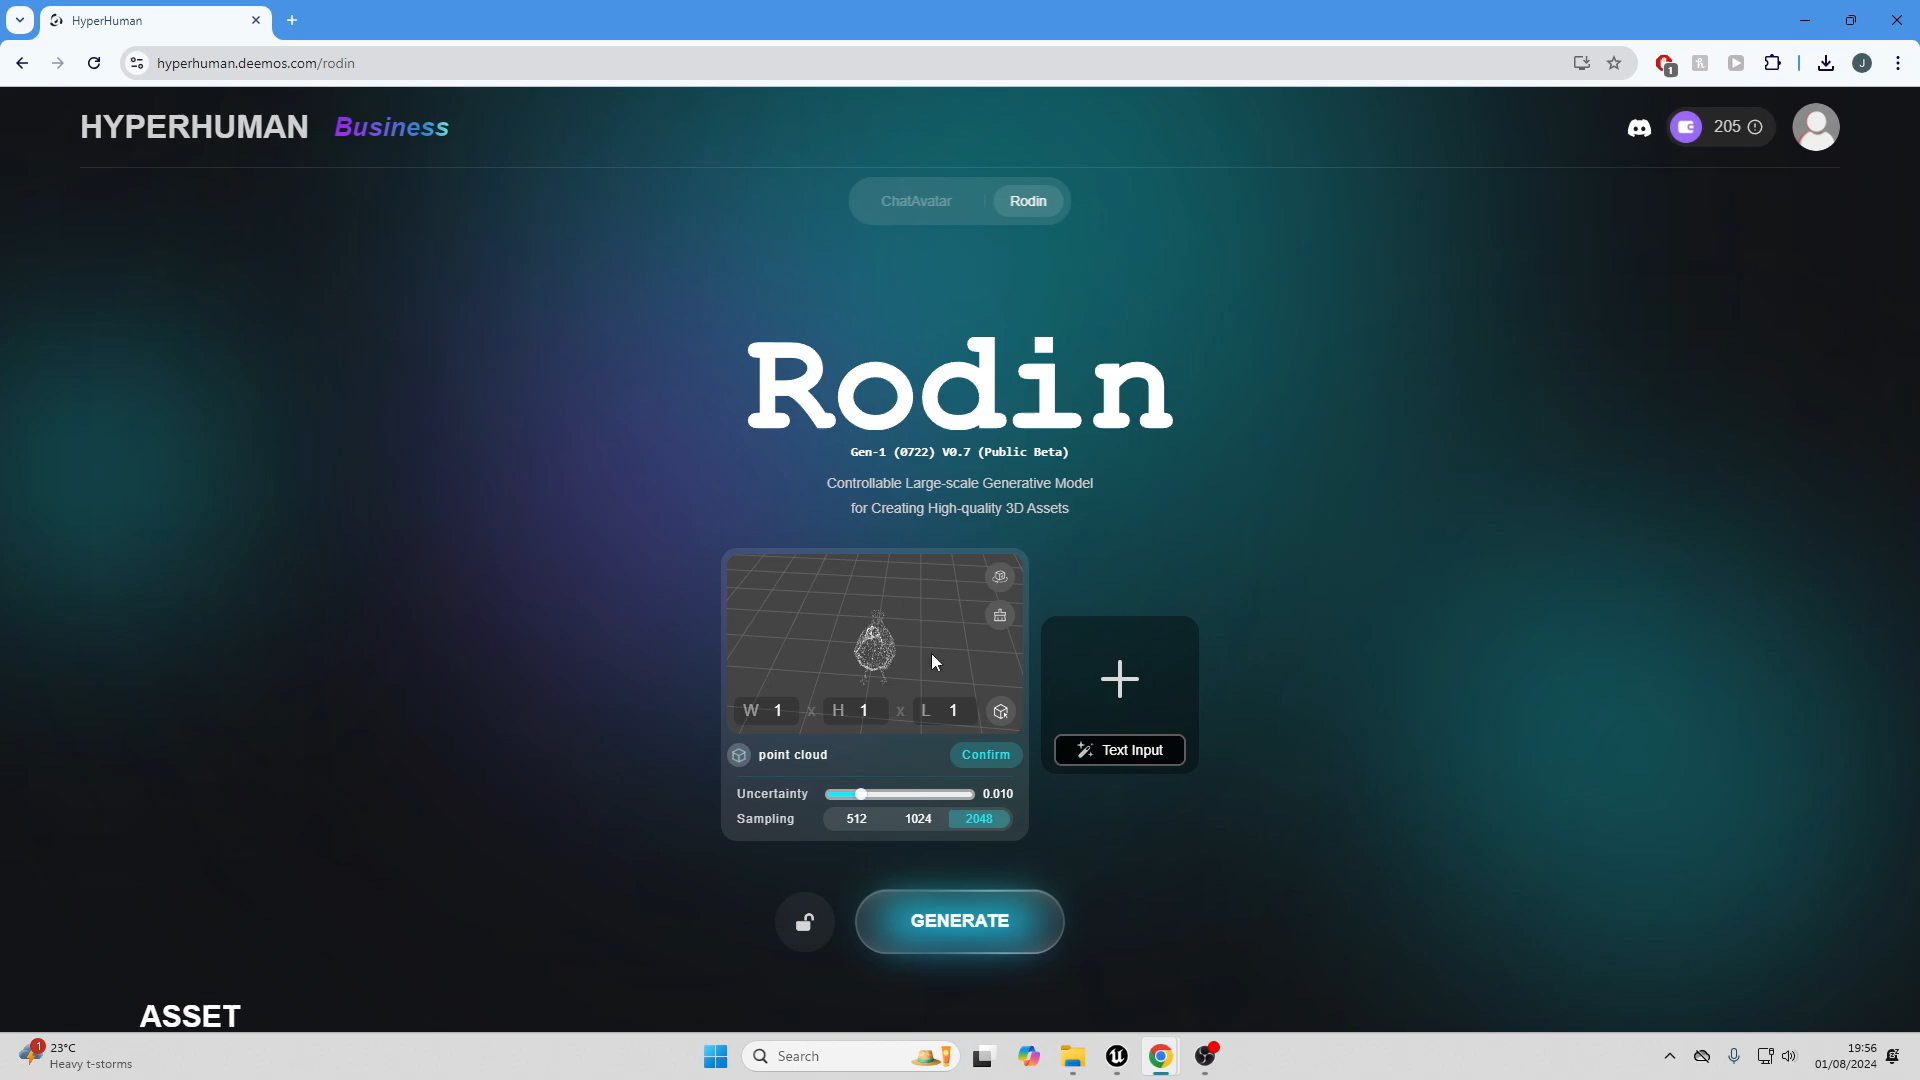 HyperHuman
hyperhuman.deemos.com/rodin
1
J
HYPERHUMAN Business
205
ChatAvatar Rodin
Rodin
Gen-1 (0722) V0.7 (Public Beta)
Controllable Large-scale Generative Model
for Creating High-quality 3D Assets
W 1 x H 1 x L 1
point cloud Confirm
Text Input
Uncertainty 0.010
Sampling 512 1024 2048
GENERATE
ASSET
1
23°C
Heavy t-storms
Search
19:56
01/08/2024